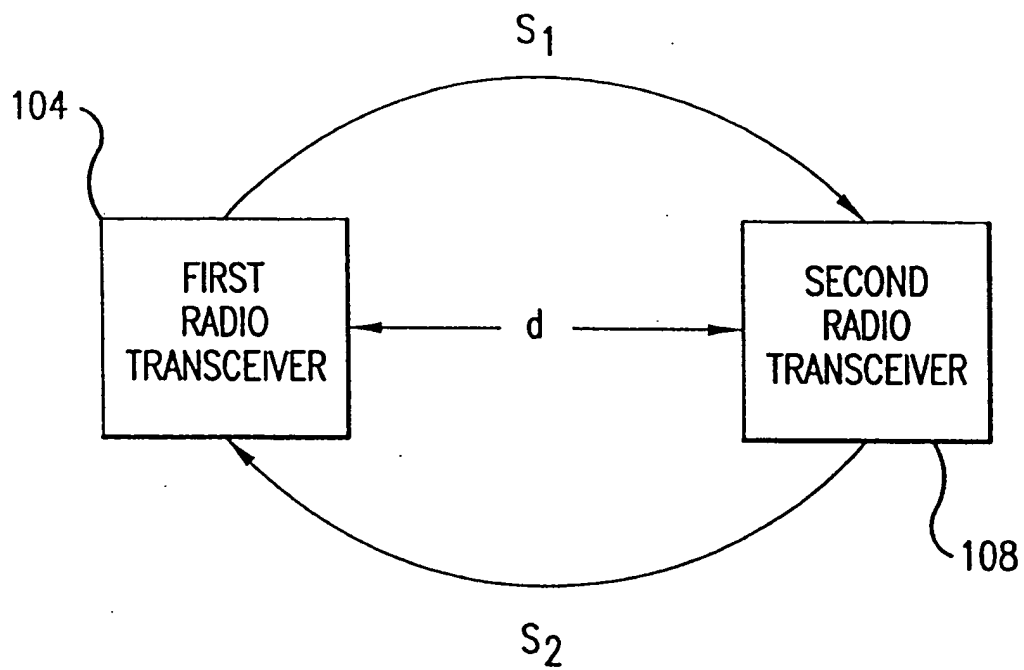 S1
104
FIRST
RADIO
TRANSCEIVER
d
SECOND
RADIO
TRANSCEIVER
108
S2